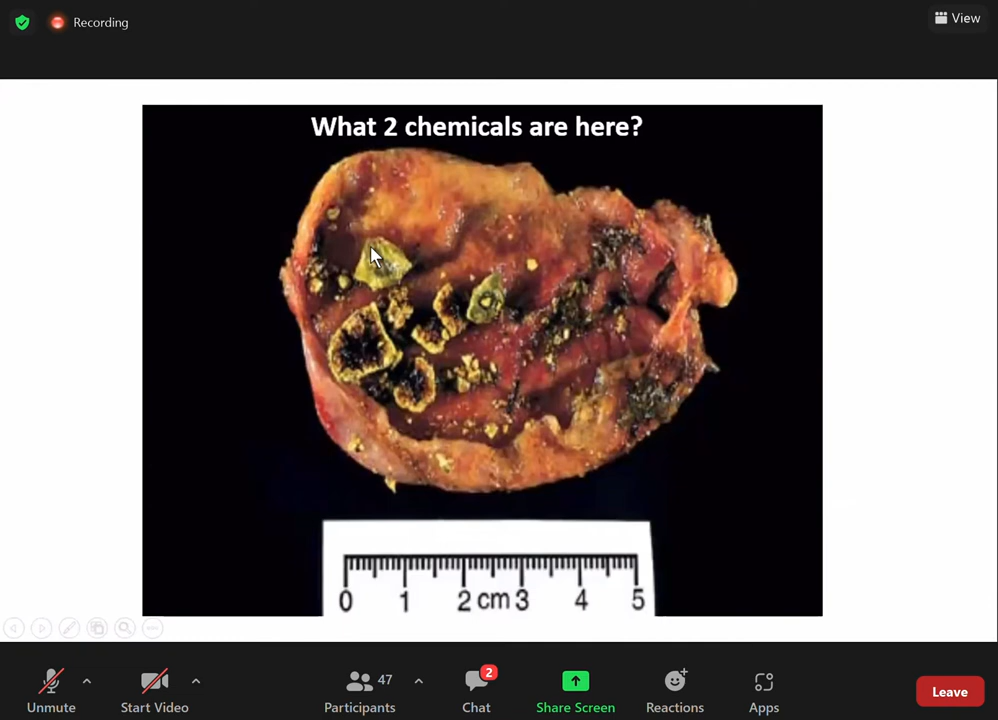 Recording
View
What 2 chemicals are here?
0 1 2 cm 3 4 5
47
2
Unmute
Start Video
Participants
Chat
Share Screen
Reactions
Apps
Leave